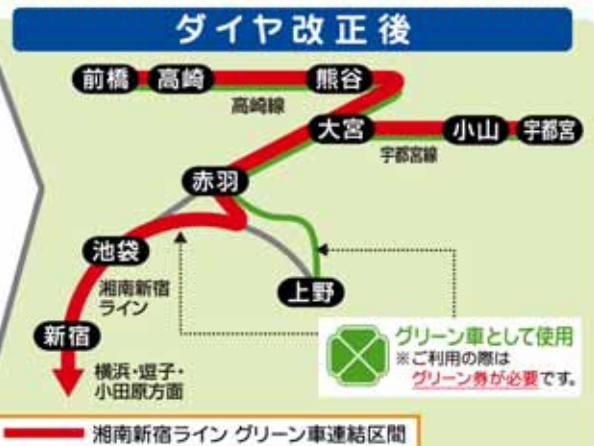 ダイヤ改正後
前橋 高崎 熊谷
高崎線
大宮 小山 宇都宮
宇都宮線
赤羽
池袋
湘南新宿
ライン
上野
新宿
横浜・逗子・
小田原方面
グリーン車として使用
※ご利用の際は
グリーン券が必要です。
湘南新宿ライン グリーン車連結区間